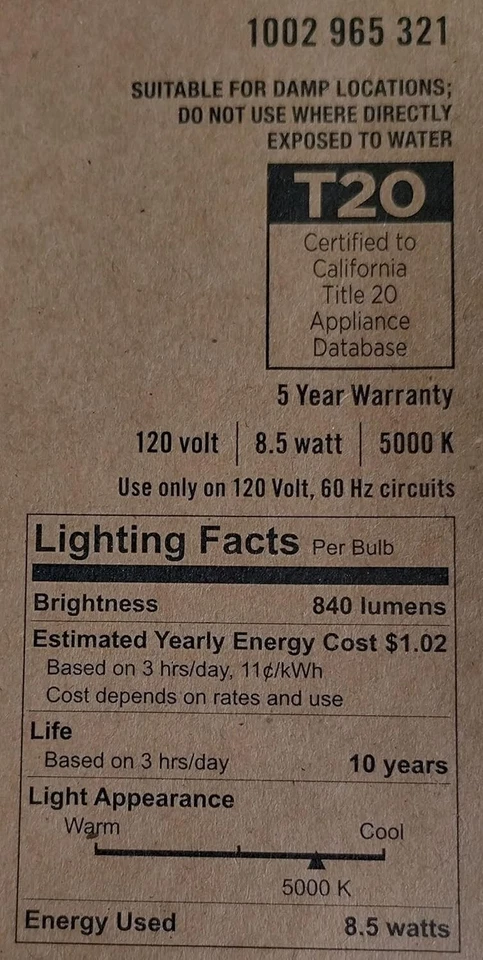 1002 965 321
SUITABLE FOR DAMP LOCATIONS;
DO NOT USE WHERE DIRECTLY
EXPOSED TO WATER
T20
Certified to
California
Title 20
Appliance
Database
5 Year Warranty
120 volt | 8.5 watt | 5000 K
Use only on 120 Volt, 60 Hz circuits
Lighting Facts Per Bulb
Brightness 840 lumens
Estimated Yearly Energy Cost $1.02
Based on 3 hrs/day, 11¢/kWh
Cost depends on rates and use
Life
Based on 3 hrs/day 10 years
Light Appearance
Warm Cool
5000 K
Energy Used 8.5 watts